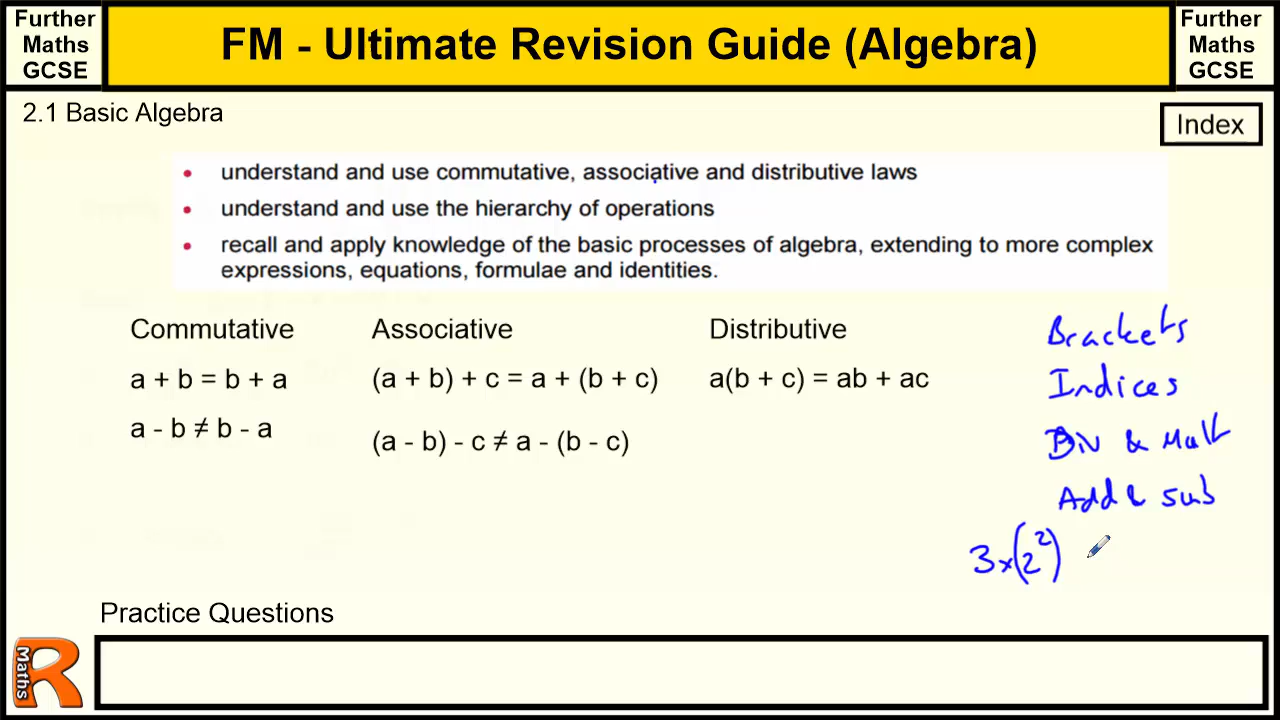 Further
Maths
GCSE
FM - Ultimate Revision Guide (Algebra)
Further
Maths
GCSE
2.1 Basic Algebra
Index
• understand and use commutative, associative and distributive laws
• understand and use the hierarchy of operations
• recall and apply knowledge of the basic processes of algebra, extending to more complex
expressions, equations, formulae and identities.
Commutative
a + b = b + a
a - b ≠ b - a
Associative
(a + b) + c = a + (b + c)
(a - b) - c ≠ a - (b - c)
Distributive
a(b + c) = ab + ac
Brackets
Indices
Div & Mult
Add & Sub
3×(2²)
Practice Questions
R Maths